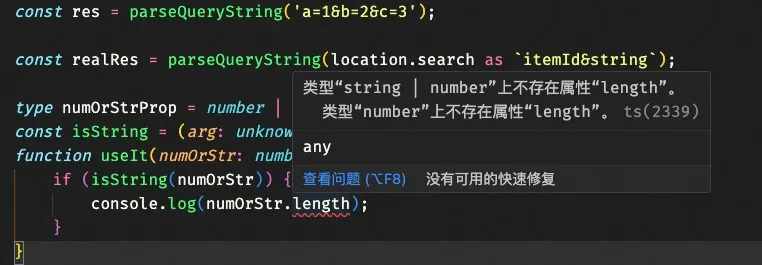 const res = parseQueryString('a=1&b=2&c=3');
const realRes = parseQueryString(location.search as `itemId&string`);
类型“string | number”上不存在属性“length”。
类型“number”上不存在属性“length”。 ts(2339)
any
查看问题 (⌥F8) 没有可用的快速修复
type numOrStrProp = number |
const isString = (arg: unknow
function useIt(numOrStr: numb
if (isString(numOrStr)) {
console.log(numOrStr.length);
}
}